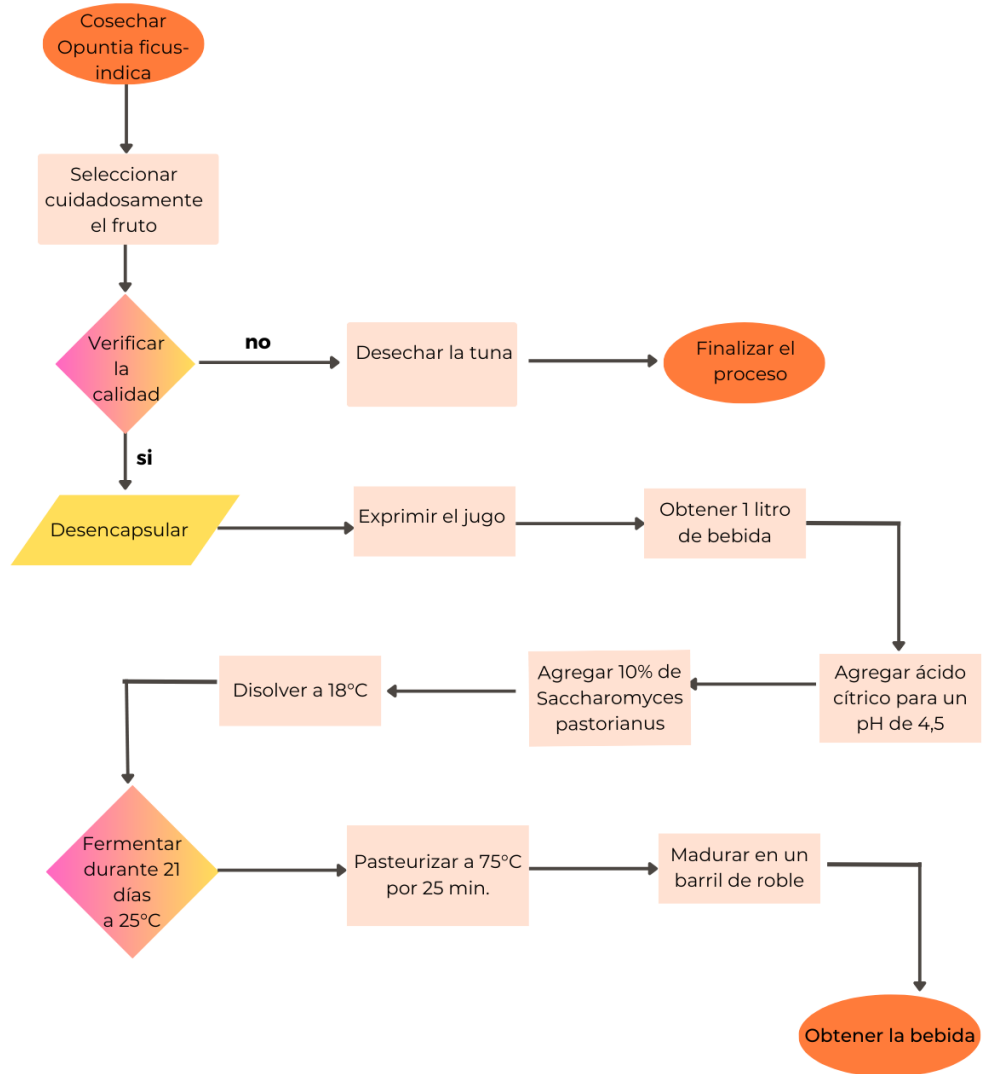 Cosechar
Opuntia ficus-
indica
Seleccionar
cuidadosamente
el fruto
Verificar
la
calidad
no
Desechar la tuna
Finalizar el
proceso
si
Desencapsular
Exprimir el jugo
Obtener 1 litro
de bebida
Agregar ácido
cítrico para un
pH de 4,5
Agregar 10% de
Saccharomyces
pastorianus
Disolver a 18°C
Fermentar
durante 21
días
a 25°C
Pasteurizar a 75°C
por 25 min.
Madurar en un
barril de roble
Obtener la bebida